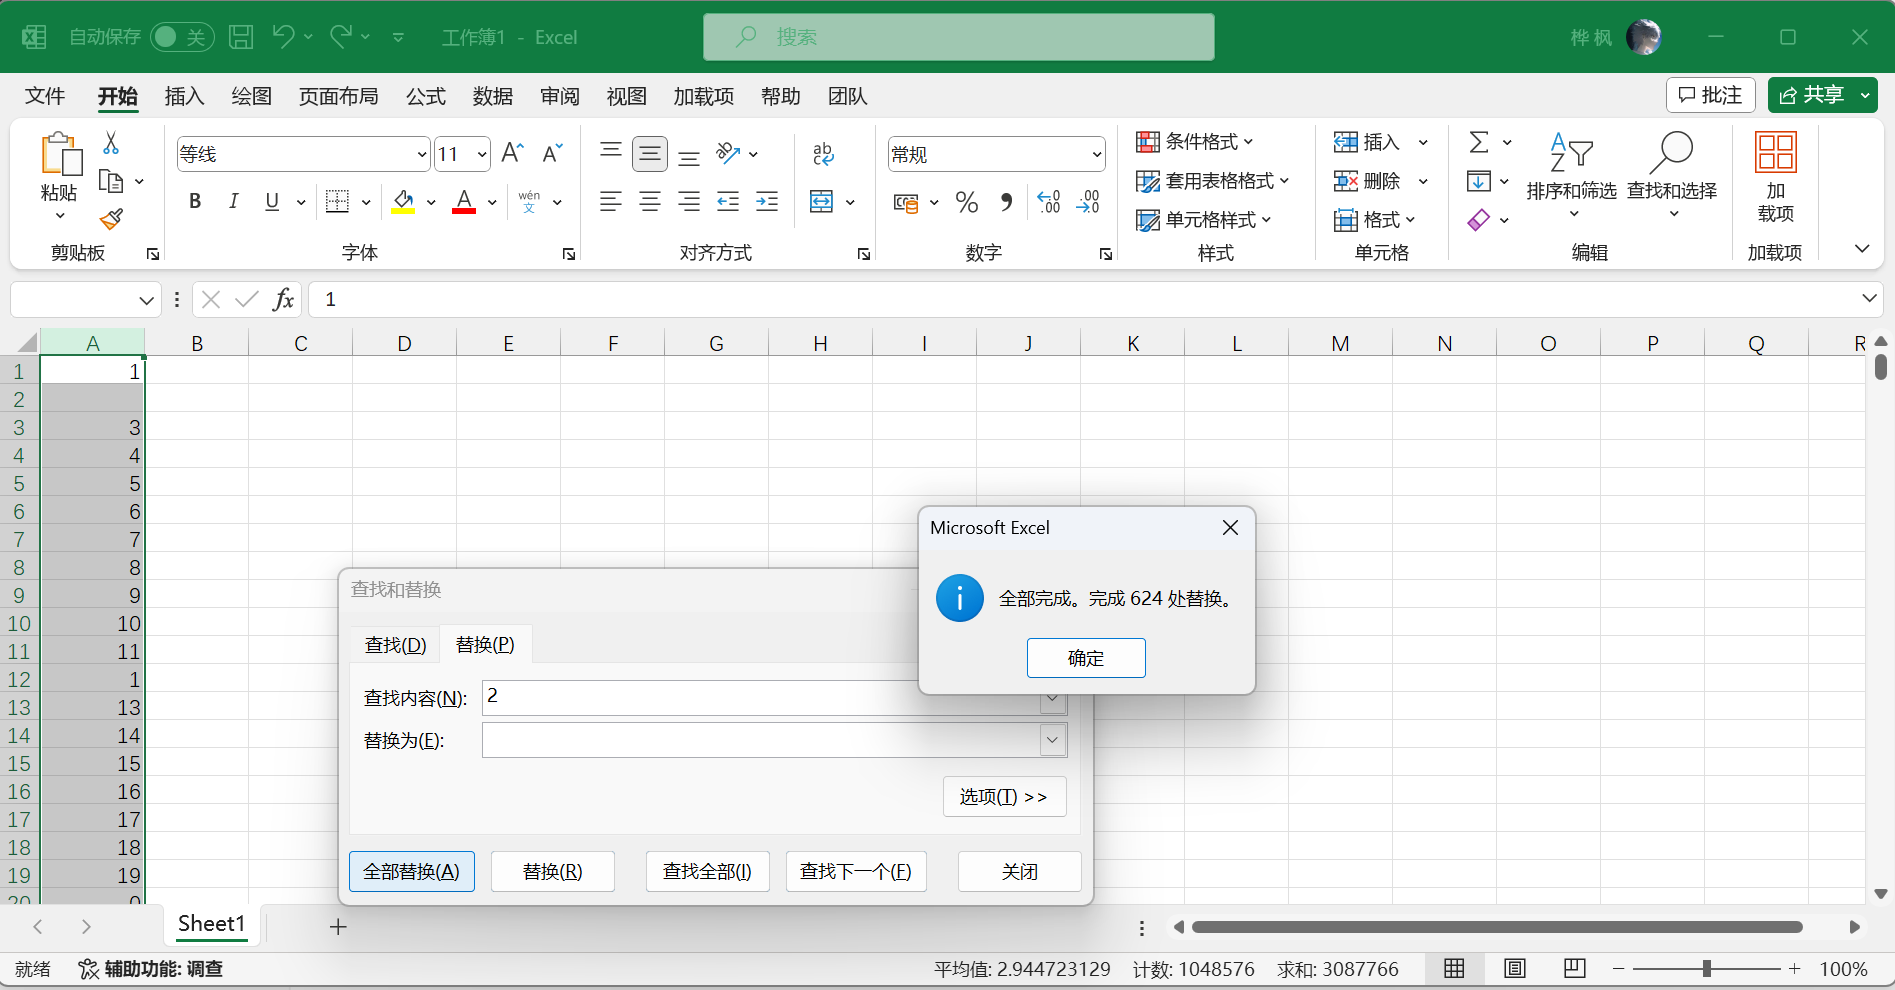 自动保存 关 工作簿1 - Excel 搜索 桦 枫
文件 开始 插入 绘图 页面布局 公式 数据 审阅 视图 加载项 帮助 团队 批注 共享
等线 11 常规
粘贴
B I U wén 文 A
ab c
% .00 .0
条件格式
套用表格格式
单元格样式
插入
删除
格式
排序和筛选 查找和选择
加
载项
剪贴板 字体 对齐方式 数字 样式 单元格 编辑 加载项
fx 1
A B C D E F G H I J K L M N O P Q R
1 1
2
3 3
4 4
5 5
6 6
7 7
8 8
9 9
10 10
11 11
12 1
13 13
14 14
15 15
16 16
17 17
18 18
19 19
20 0
Microsoft Excel
全部完成。完成 624 处替换。
确定
查找和替换
查找(D) 替换(P)
查找内容(N): 2
替换为(E):
选项(T) >>
全部替换(A) 替换(R) 查找全部(I) 查找下一个(F) 关闭
Sheet1
就绪 辅助功能: 调查 平均值: 2.944723129 计数: 1048576 求和: 3087766 100%